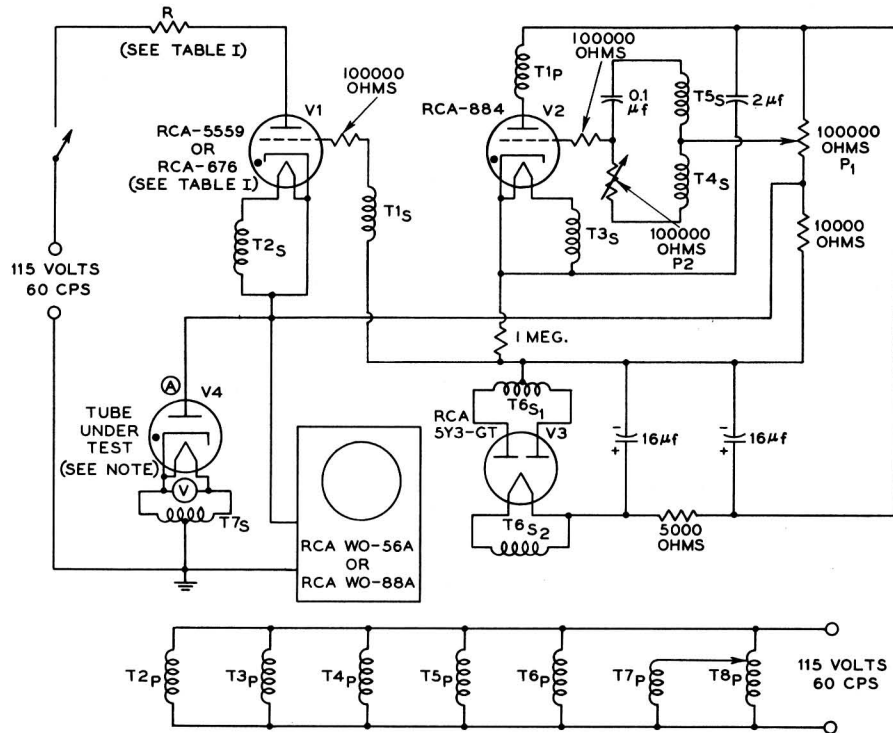 R
(SEE TABLE I)
100000
OHMS
V1
RCA-5559
OR
RCA-676
(SEE TABLE I)
T2S
T1S
115 VOLTS
60 CPS
A
V4
TUBE
UNDER
TEST
(SEE NOTE)
V
T7S
RCA WO-56A
OR
RCA WO-88A
T1P
100000
OHMS
RCA-884
V2
0.1
µf
T5S
2µf
T4S
100000
OHMS
P1
T3S
100000
OHMS
P2
10000
OHMS
1 MEG.
RCA
5Y3-GT
T6S1
V3
T6S2
-
+
16µf
-
+
16µf
5000
OHMS
T2P
T3P
T4P
T5P
T6P
T7P
T8P
115 VOLTS
60 CPS